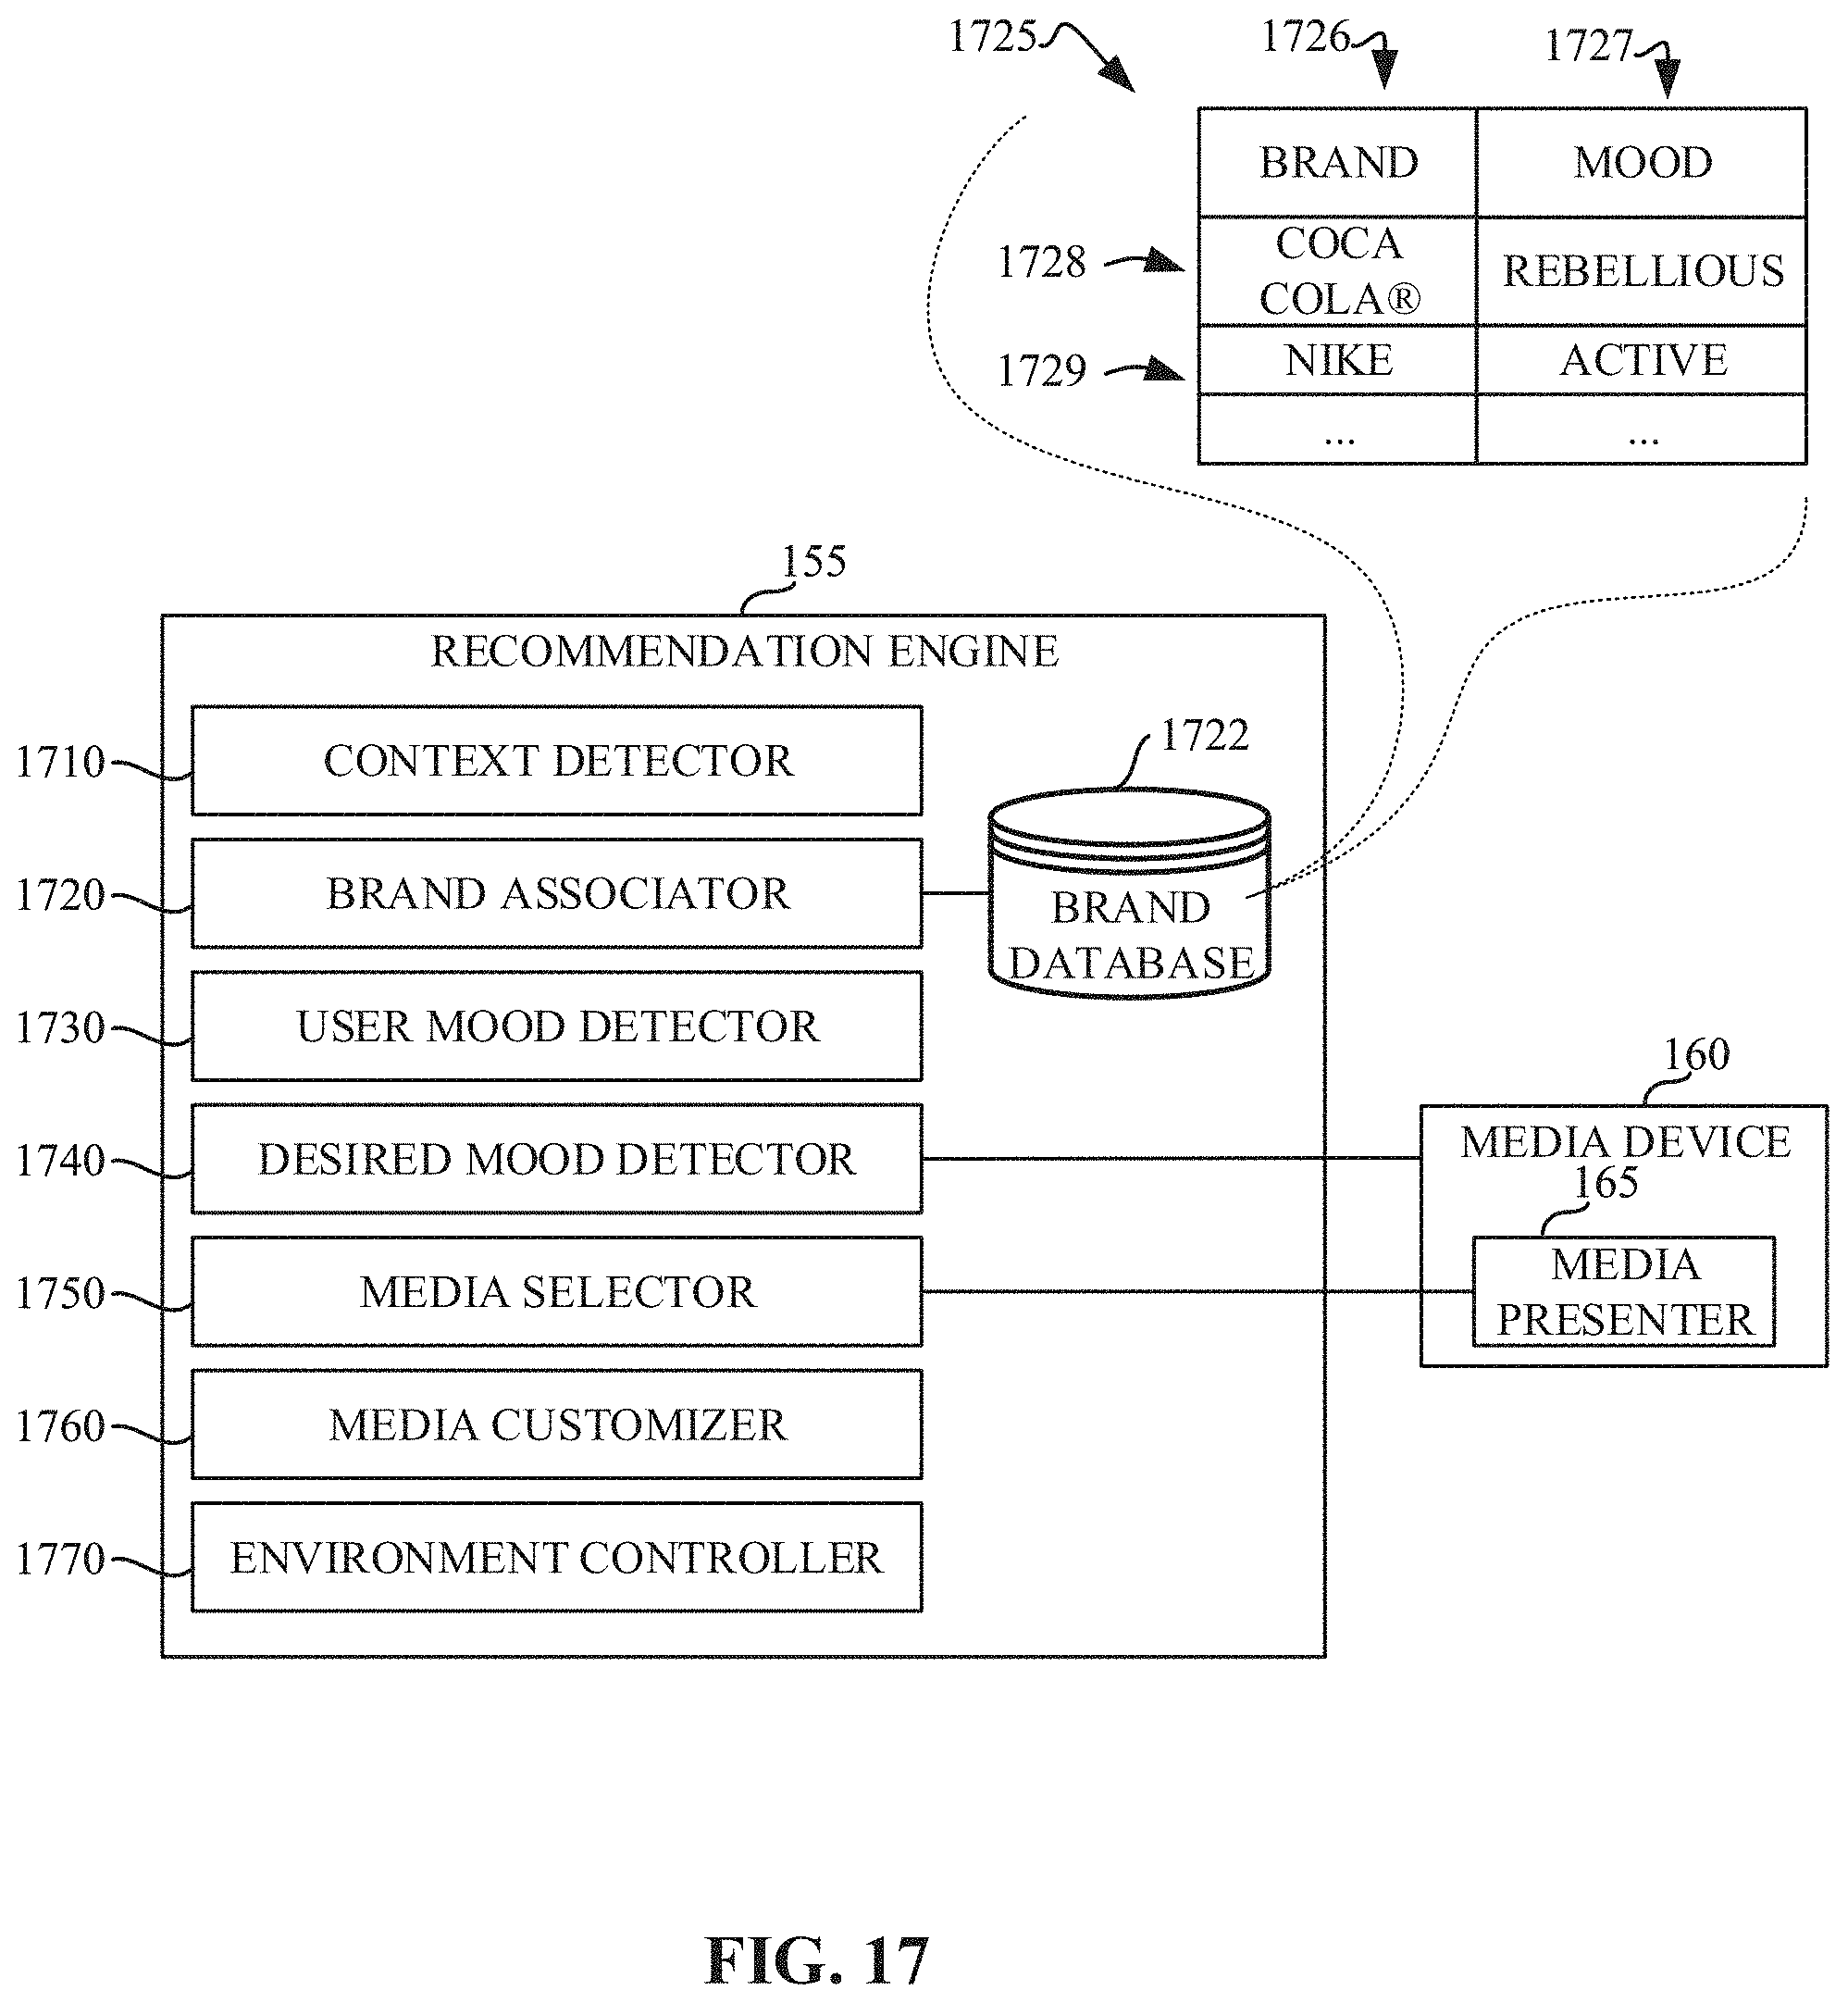 1725
1726
1727
BRAND
MOOD
1728
COCA
COLA®
REBELLIOUS
1729
NIKE
ACTIVE
...
...
155
RECOMMENDATION ENGINE
1710
CONTEXT DETECTOR
1722
1720
BRAND ASSOCIATOR
BRAND
DATABASE
1730
USER MOOD DETECTOR
160
1740
DESIRED MOOD DETECTOR
MEDIA DEVICE
165
1750
MEDIA SELECTOR
MEDIA
PRESENTER
1760
MEDIA CUSTOMIZER
1770
ENVIRONMENT CONTROLLER
FIG. 17